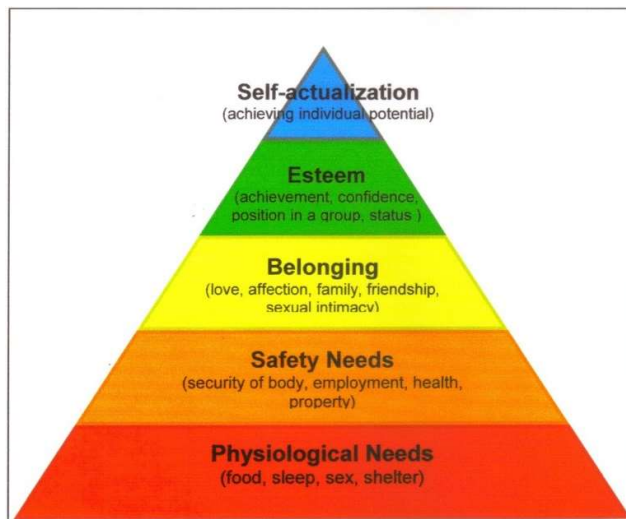 Self-actualization
(achieving individual potential)
Esteem
(achievement, confidence,
position in a group, status )
Belonging
(love, affection, family, friendship,
sexual intimacy)
Safety Needs
(security of body, employment, health,
property)
Physiological Needs
(food, sleep, sex, shelter)